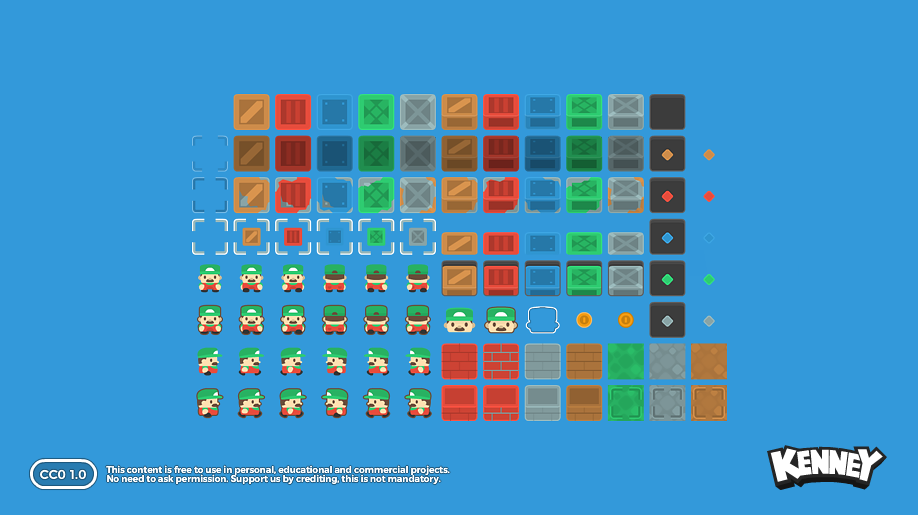 CC0 1.0
This content is free to use in personal, educational and commercial projects.
No need to ask permission. Support us by crediting, this is not mandatory.
KENNEY